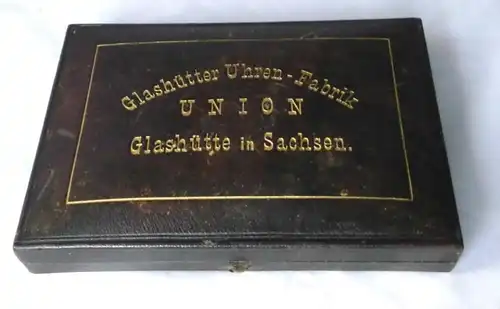 Glashütter Uhren-Fabrik
UNION
Glashütte in Sachsen.